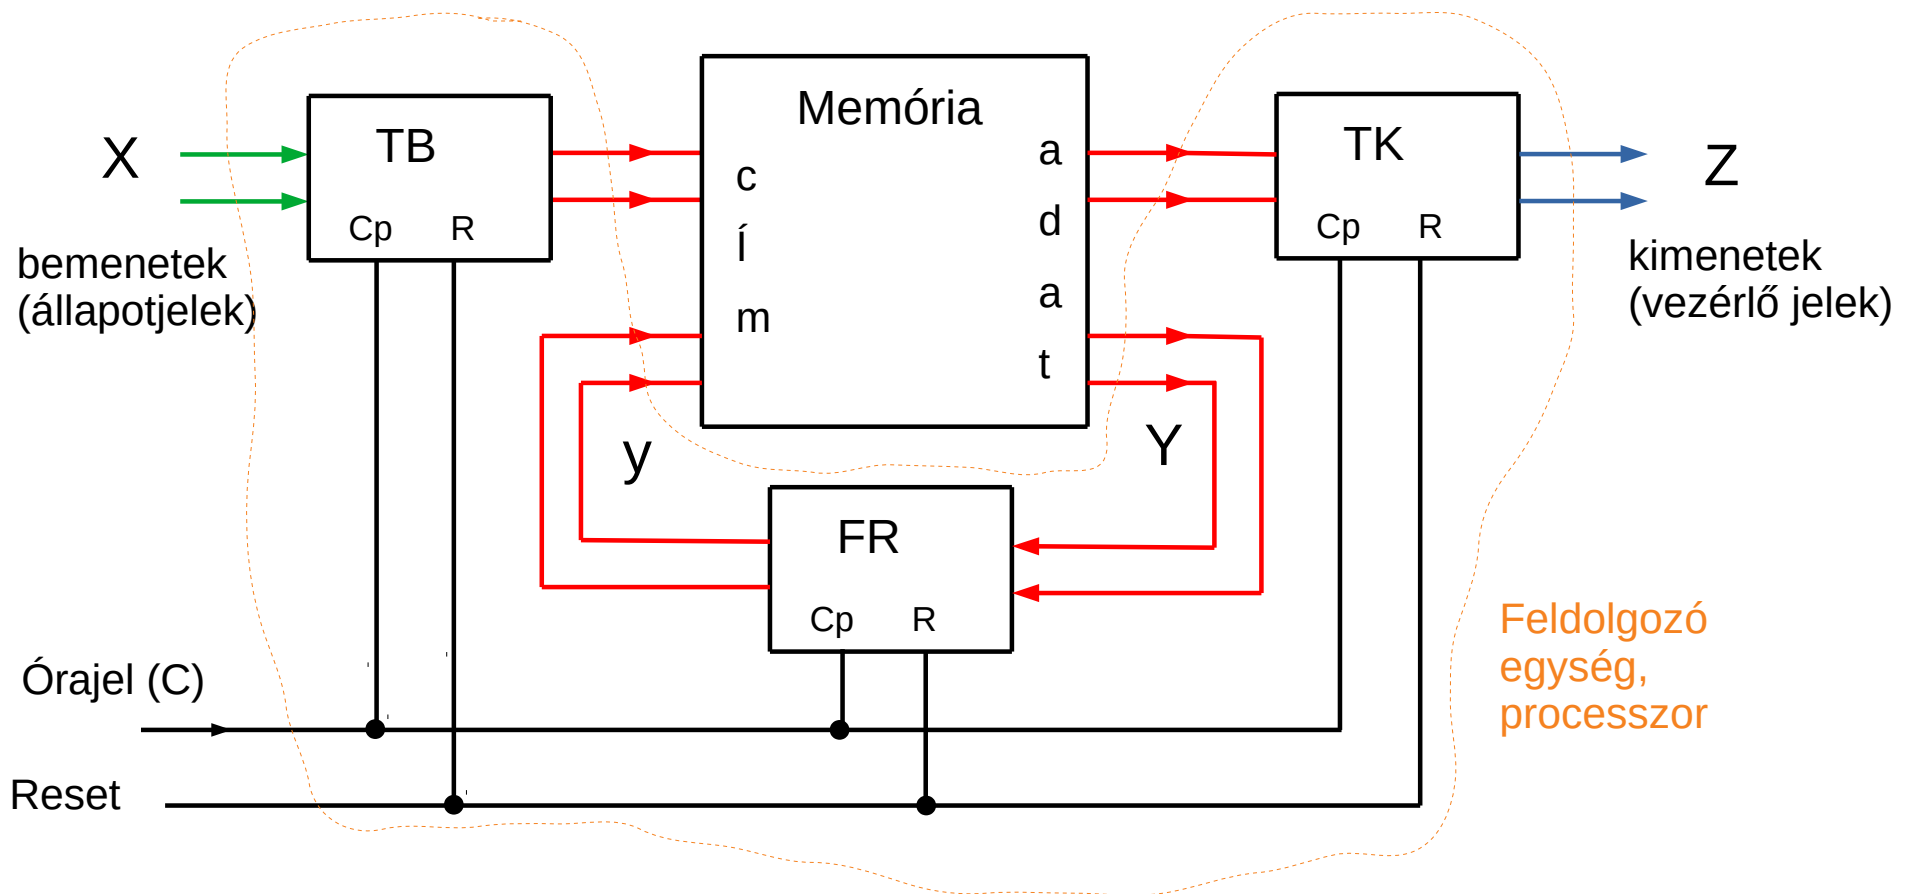 X
bemenetek
(állapotjelek)
TB
Cp R
Memória
c
Í
m
a
d
a
t
TK
Cp R
Z
kimenetek
(vezérlő jelek)
y
Y
FR
Cp R
Órajel (C)
Reset
Feldolgozó
egység,
processzor